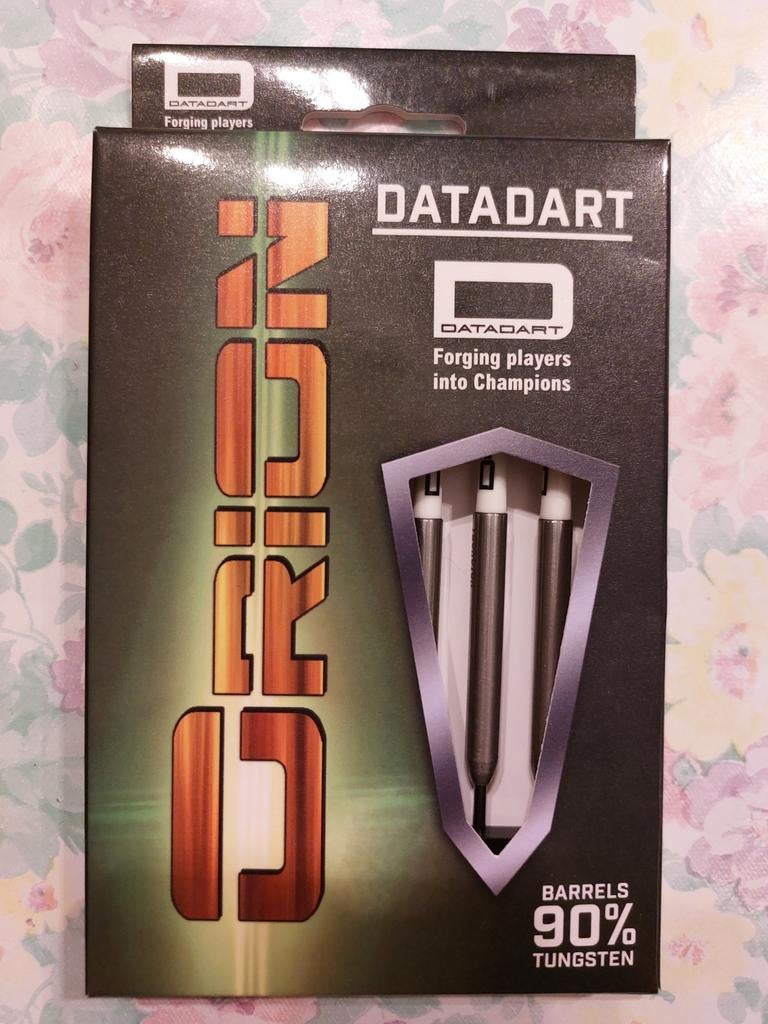 DATADART
Forging players
ORION
DATADART
DATADART
Forging players
into Champions
BARRELS
90%
TUNGSTEN